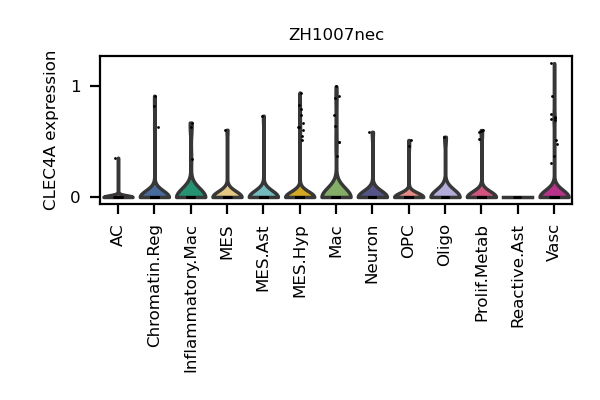 ZH1007nec
CLEC4A expression
1
0
AC
Chromatin.Reg
Inflammatory.Mac
MES
MES.Ast
MES.Hyp
Mac
Neuron
OPC
Oligo
Prolif.Metab
Reactive.Ast
Vasc